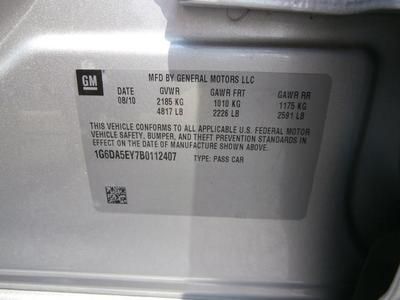 GM
MFD BY GENERAL MOTORS LLC
DATE GVWR GAWR FRT GAWR RR
08/10 2185 KG 1010 KG 1175 KG
4817 LB 2226 LB 2591 LB
THIS VEHICLE CONFORMS TO ALL APPLICABLE U.S. FEDERAL MOTOR
VEHICLE SAFETY, BUMPER, AND THEFT PREVENTION STANDARDS IN
EFFECT ON THE DATE OF MANUFACTURE SHOWN ABOVE.
1G6DA5EY7B0112407 TYPE: PASS CAR